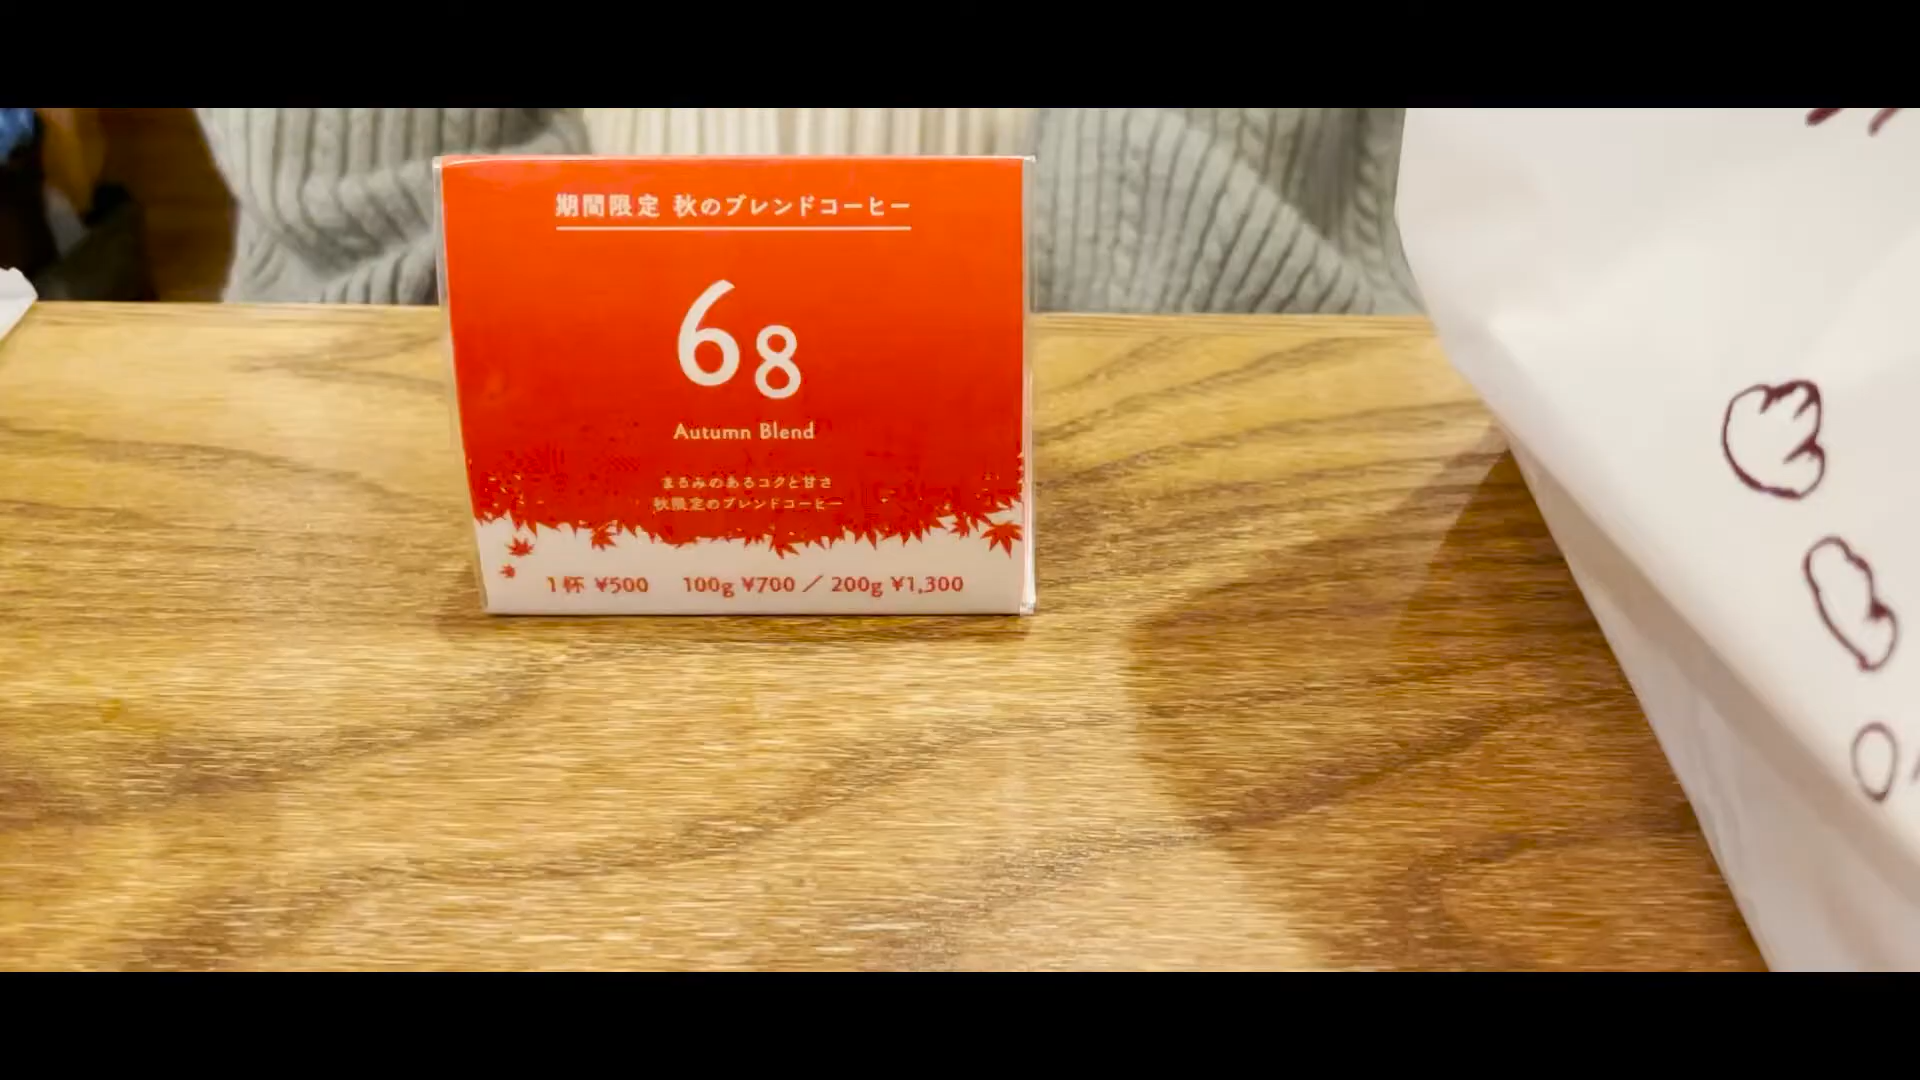 期間限定 秋のブレンドコーヒー
68
Autumn Blend
まるみのあるコクと甘さ
秋限定のブレンドコーヒー
1杯 ¥500 100g ¥700 / 200g ¥1,300